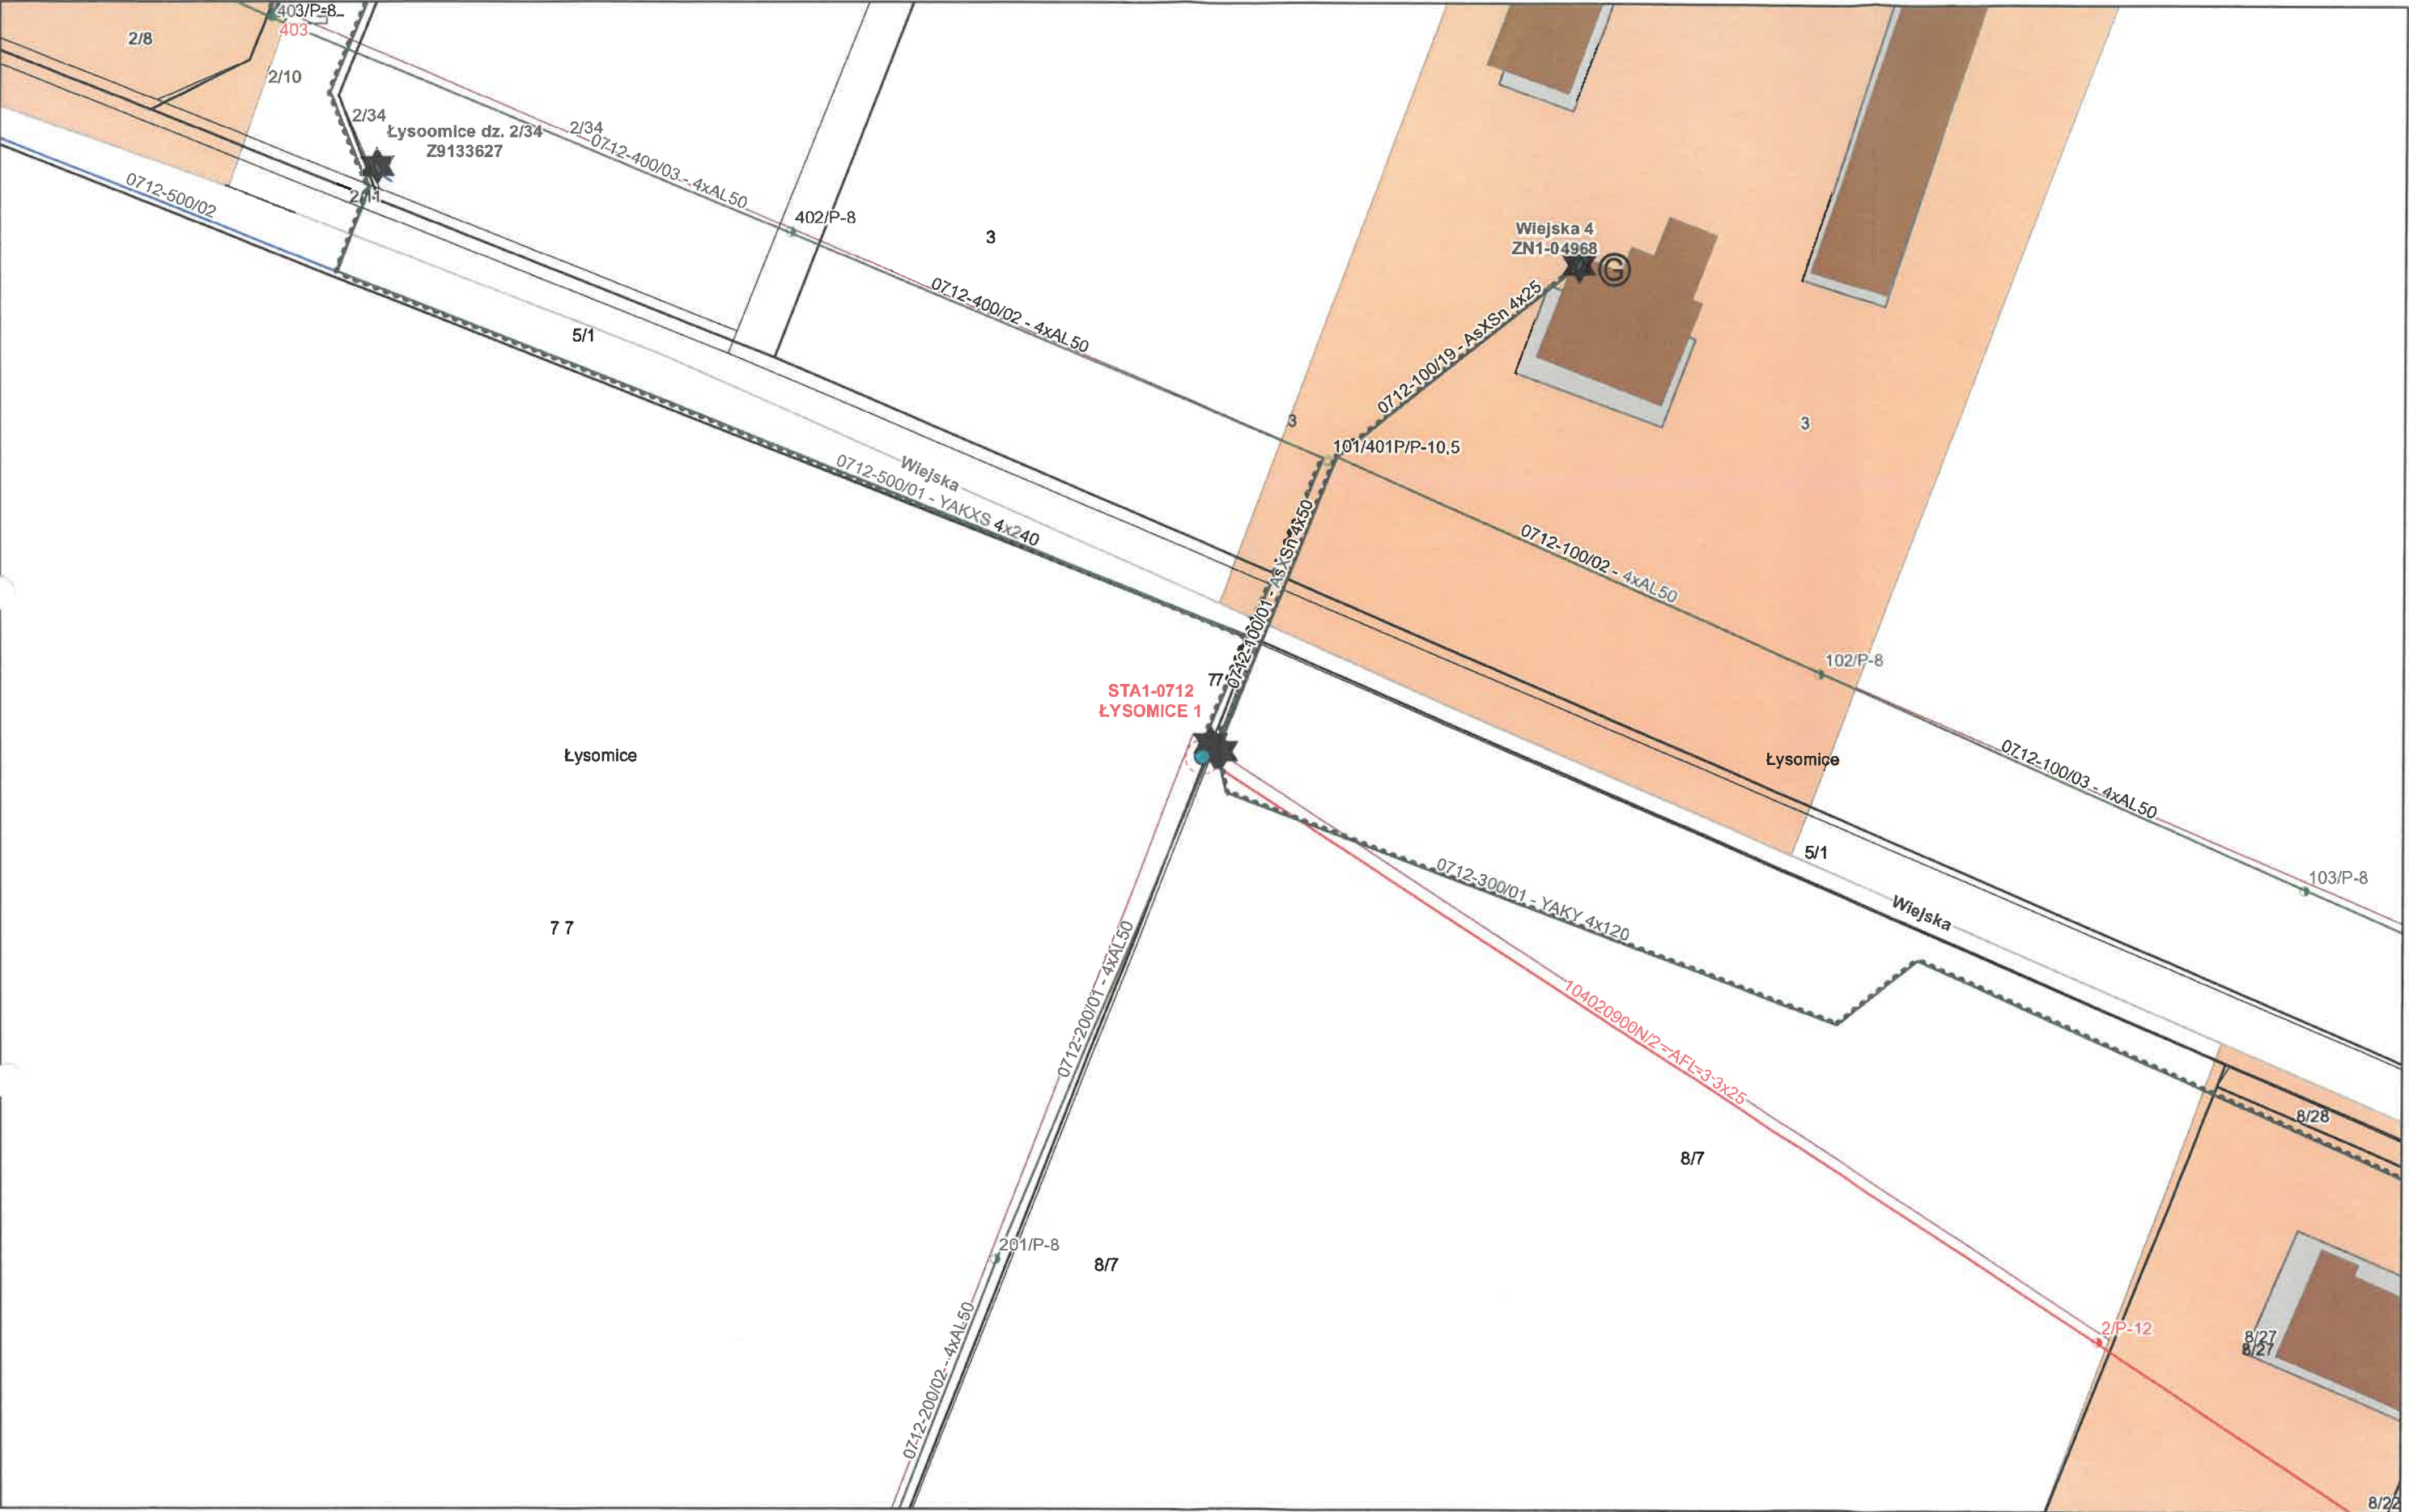 403/P-8
403
2/8
2/10
2/34
Łysoomice dz. 2/34
Z9133627
2/34
0712-400/03 - 4xAL50
0712-500/02
2/11
402/P-8
3
Wiejska 4
ZN1-04968
G
0712-400/02 - 4xAL50
0712-100/19 - AsXSn 4x25
5/1
3
3
101/401P/P-10,5
Wiejska
0712-500/01 - YAKXS 4x240
0712-100/01 - AsXSn 4x50
0712-100/02 - 4xAL50
102/P-8
77
STA1-0712
ŁYSOMICE 1
Łysomice
Łysomice
0712-100/03 - 4xAL50
5/1
103/P-8
0712-300/01 - YAKY 4x120
Wiejska
7 7
0712-200/01 - 4xAL50
104020900N/2 - AFL-3 3x25
8/28
8/7
201/P-8
8/7
2/P-12
8/27
8/27
0712-200/02 - 4xAL50
8/22